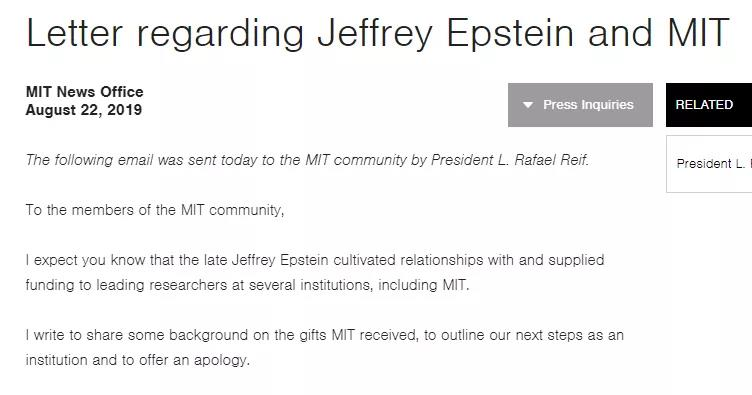 Letter regarding Jeffrey Epstein and MIT
MIT News Office
August 22, 2019
Press Inquiries
RELATED
The following email was sent today to the MIT community by President L. Rafael Reif.
President L.
To the members of the MIT community,
I expect you know that the late Jeffrey Epstein cultivated relationships with and supplied
funding to leading researchers at several institutions, including MIT.
I write to share some background on the gifts MIT received, to outline our next steps as an
institution and to offer an apology.